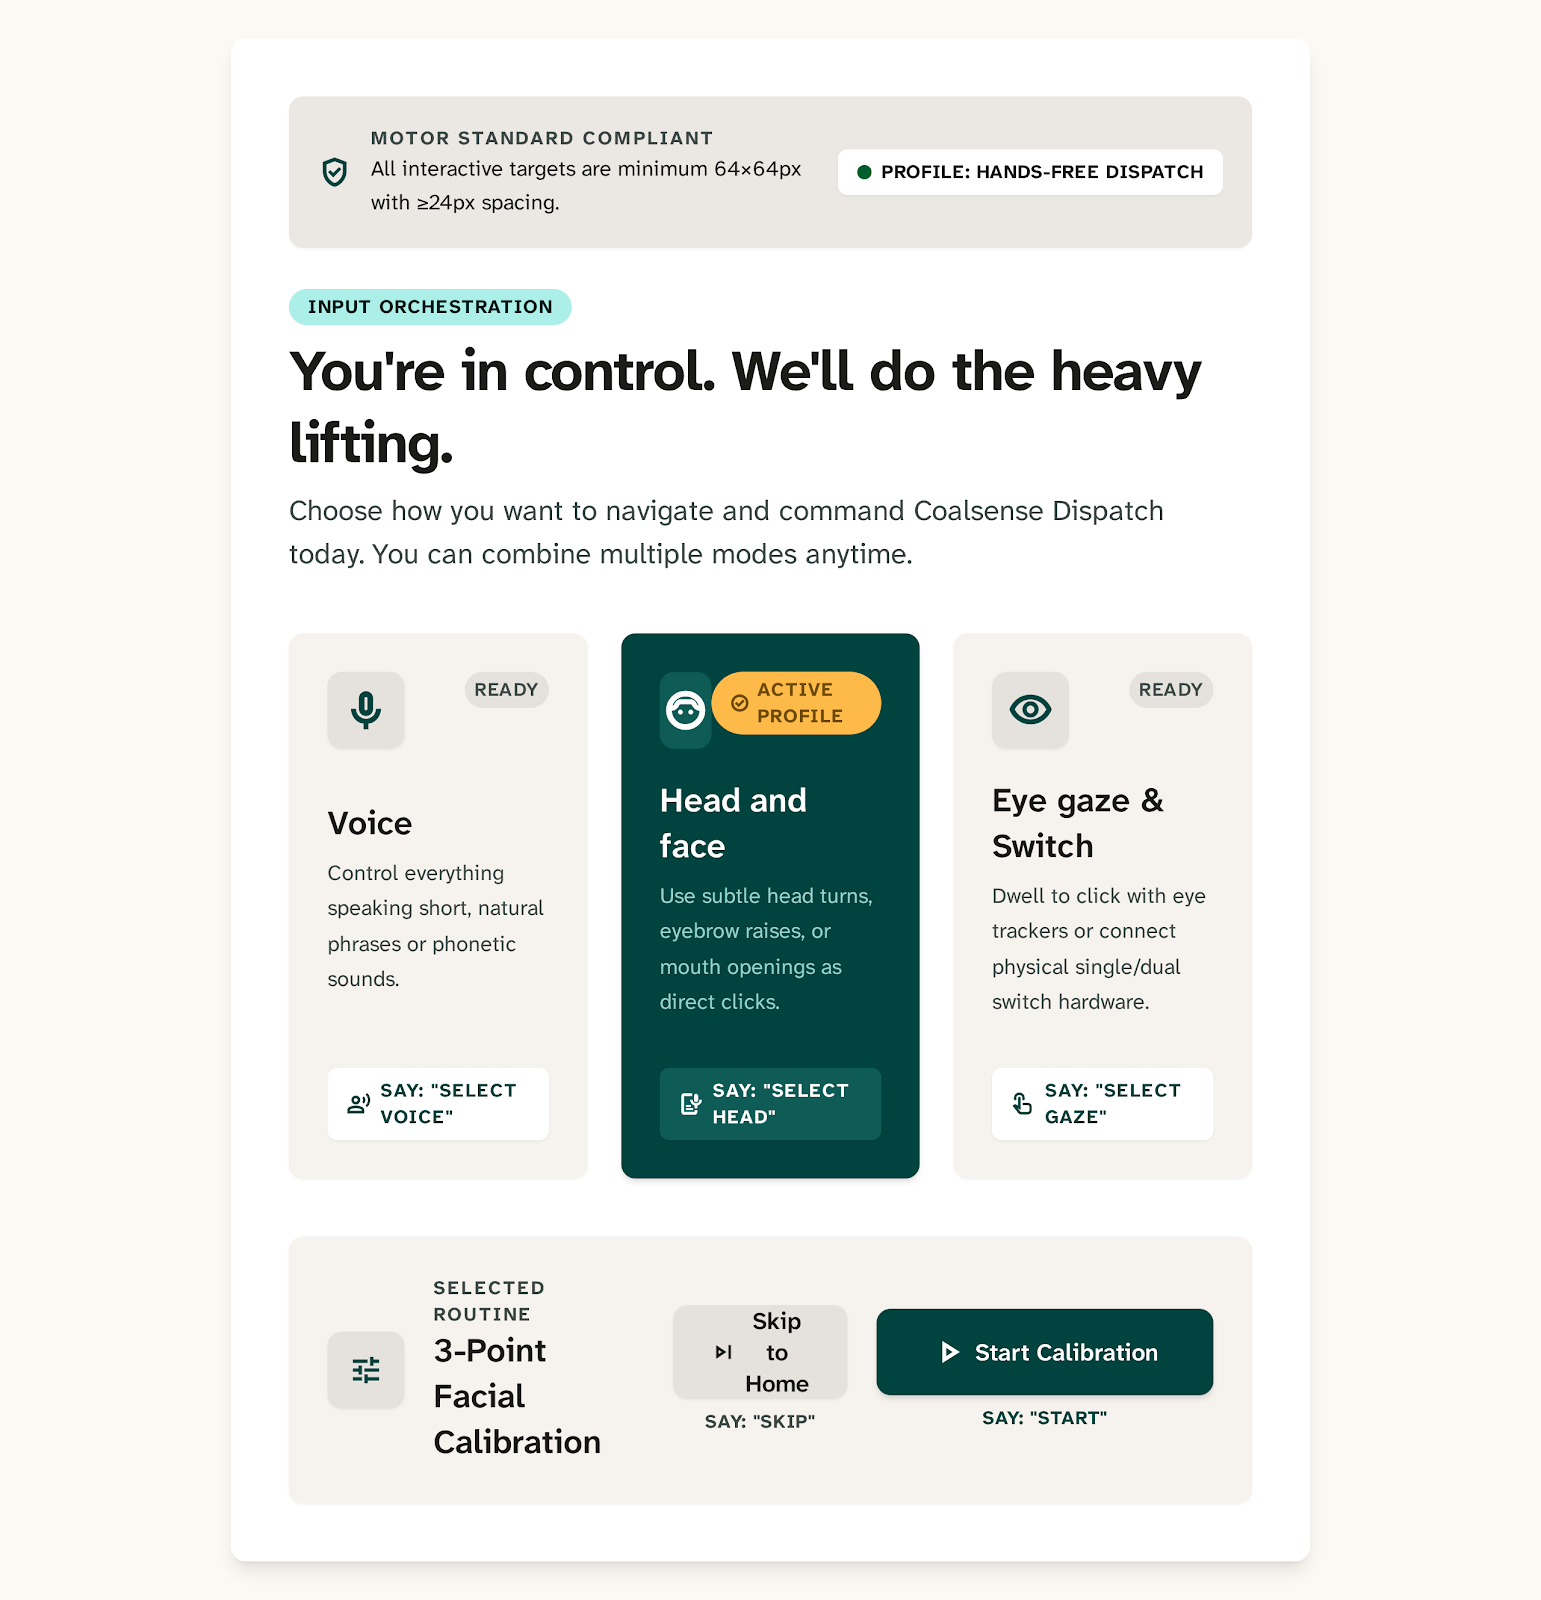 MOTOR STANDARD COMPLIANT
All interactive targets are minimum 64×64px
with ≥24px spacing.
PROFILE: HANDS-FREE DISPATCH
INPUT ORCHESTRATION
You're in control. We'll do the heavy
lifting.
Choose how you want to navigate and command Coalsense Dispatch
today. You can combine multiple modes anytime.
READY
Voice
Control everything
speaking short, natural
phrases or phonetic
sounds.
SAY: "SELECT
VOICE"
ACTIVE
PROFILE
Head and
face
Use subtle head turns,
eyebrow raises, or
mouth openings as
direct clicks.
SAY: "SELECT
HEAD"
READY
Eye gaze &
Switch
Dwell to click with eye
trackers or connect
physical single/dual
switch hardware.
SAY: "SELECT
GAZE"
SELECTED
ROUTINE
3-Point
Facial
Calibration
Skip
to
Home
SAY: "SKIP"
Start Calibration
SAY: "START"